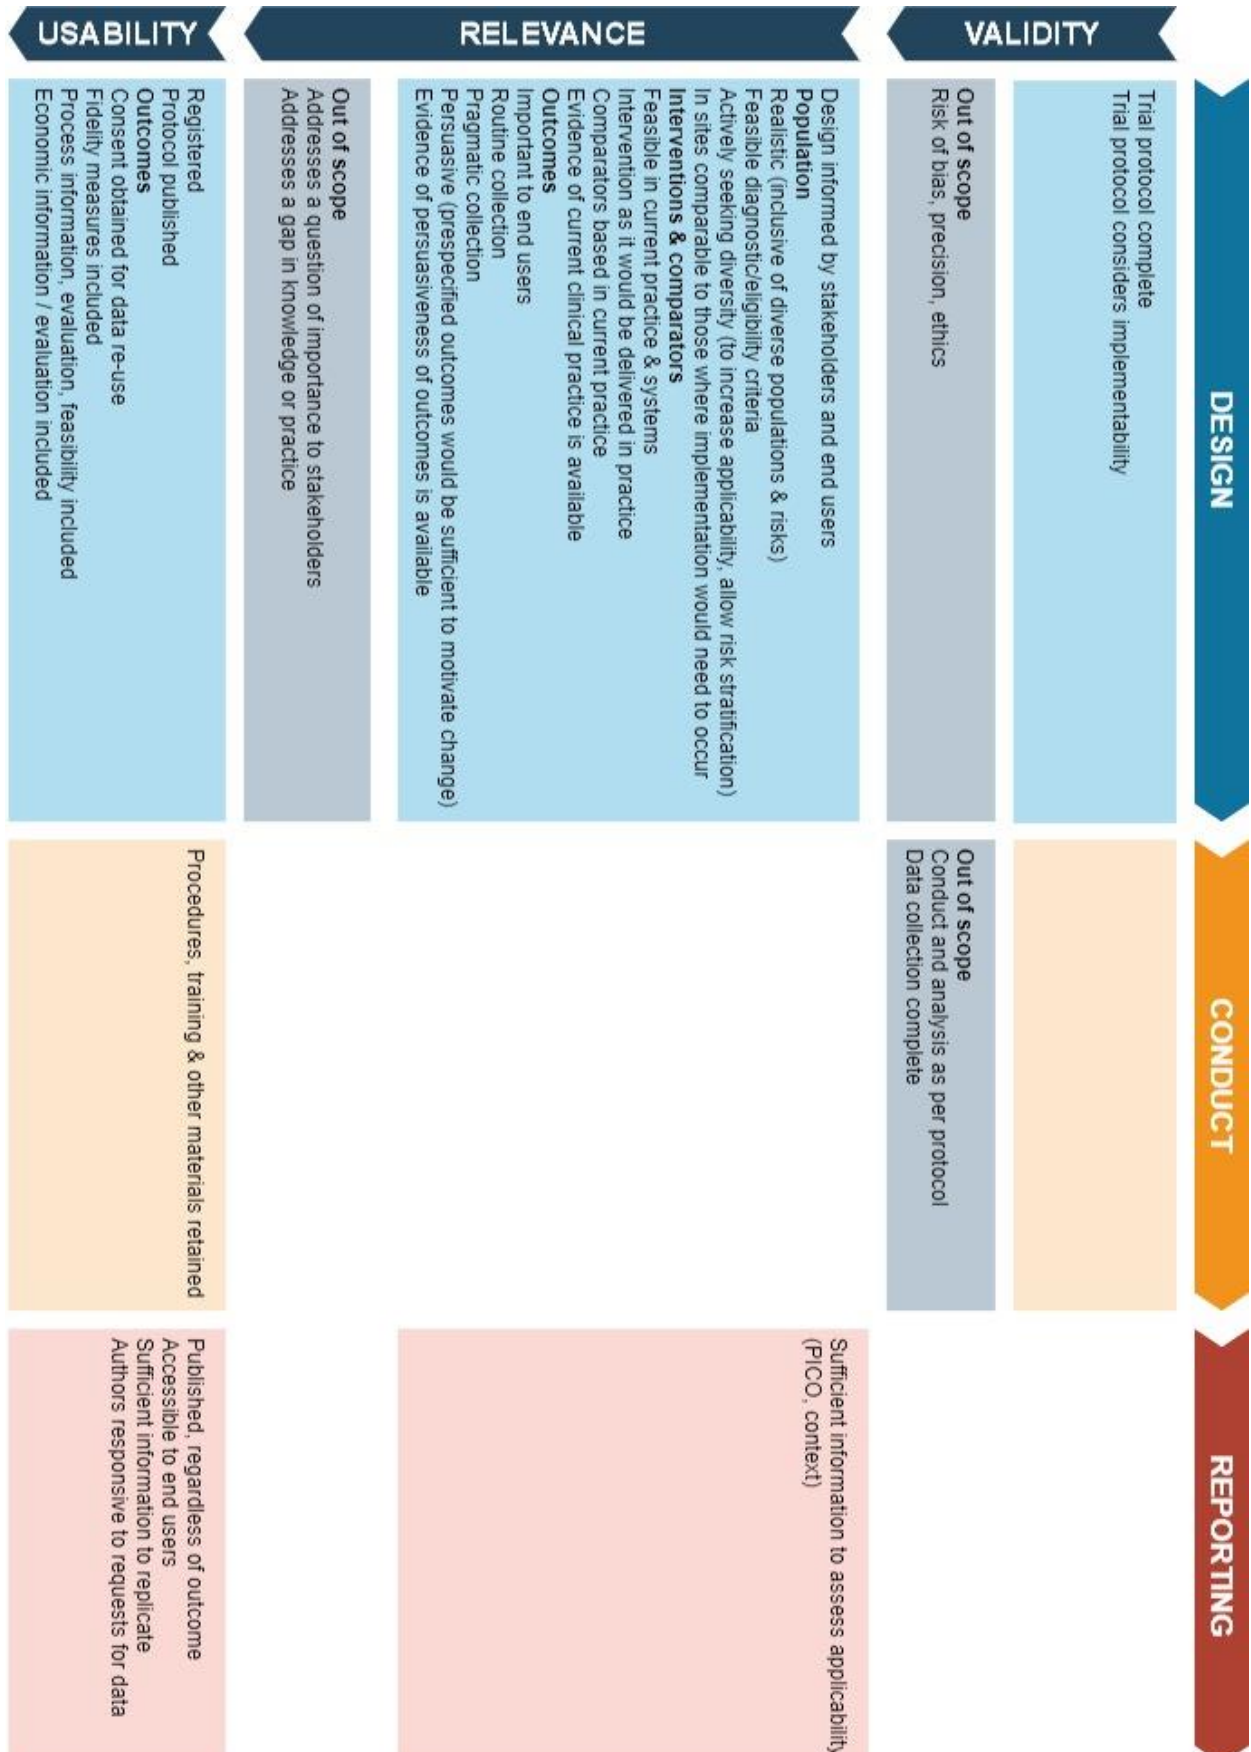 DESIGN
CONDUCT
REPORTING
VALIDITY
Trial protocol complete
Trial protocol considers implementability
Out of scope
Risk of bias, precision, ethics
Out of scope
Conduct and analysis as per protocol
Data collection complete
RELEVANCE
Design informed by stakeholders and end users
Population
Realistic (inclusive of diverse populations & risks)
Feasible diagnostic/eligibility criteria
Actively seeking diversity (to increase applicability, allow risk stratification)
In sites comparable to those where implementation would need to occur
Interventions & comparators
Feasible in current practice & systems
Intervention as it would be delivered in practice
Comparators based in current practice
Evidence of current clinical practice is available
Outcomes
Important to end users
Routine collection
Pragmatic collection
Persuasive (prespecified outcomes would be sufficient to motivate change)
Evidence of persuasiveness of outcomes is available
Sufficient information to assess applicability
(PICO, context)
Out of scope
Addresses a question of importance to stakeholders
Addresses a gap in knowledge or practice
USABILITY
Registered
Protocol published
Outcomes
Consent obtained for data re-use
Fidelity measures included
Process information, evaluation, feasibility included
Economic information / evaluation included
Procedures, training & other materials retained
Published, regardless of outcome
Accessible to end users
Sufficient information to replicate
Authors responsive to requests for data